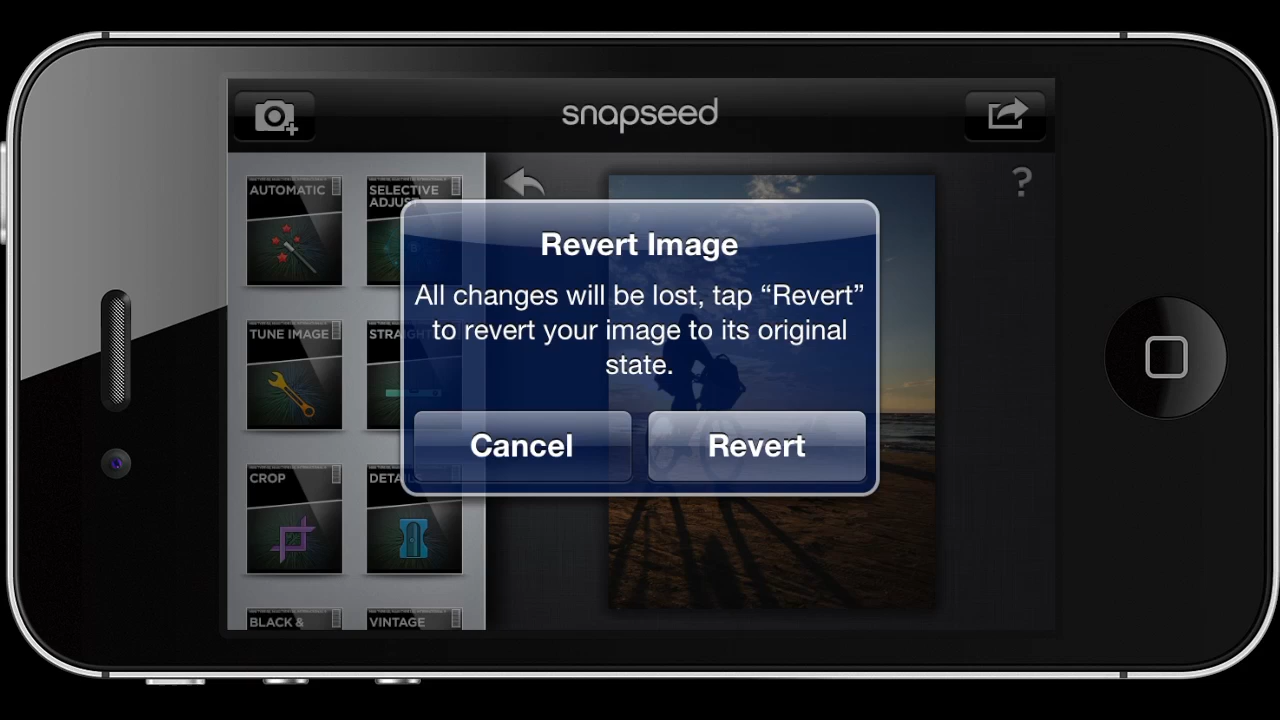 snapseed
AUTOMATIC
SELECTIVE
ADJUST
?
Revert Image
All changes will be lost, tap “Revert”
to revert your image to its original
state.
Cancel
Revert
TUNE IMAGE
CROP
BLACK &
VINTAGE